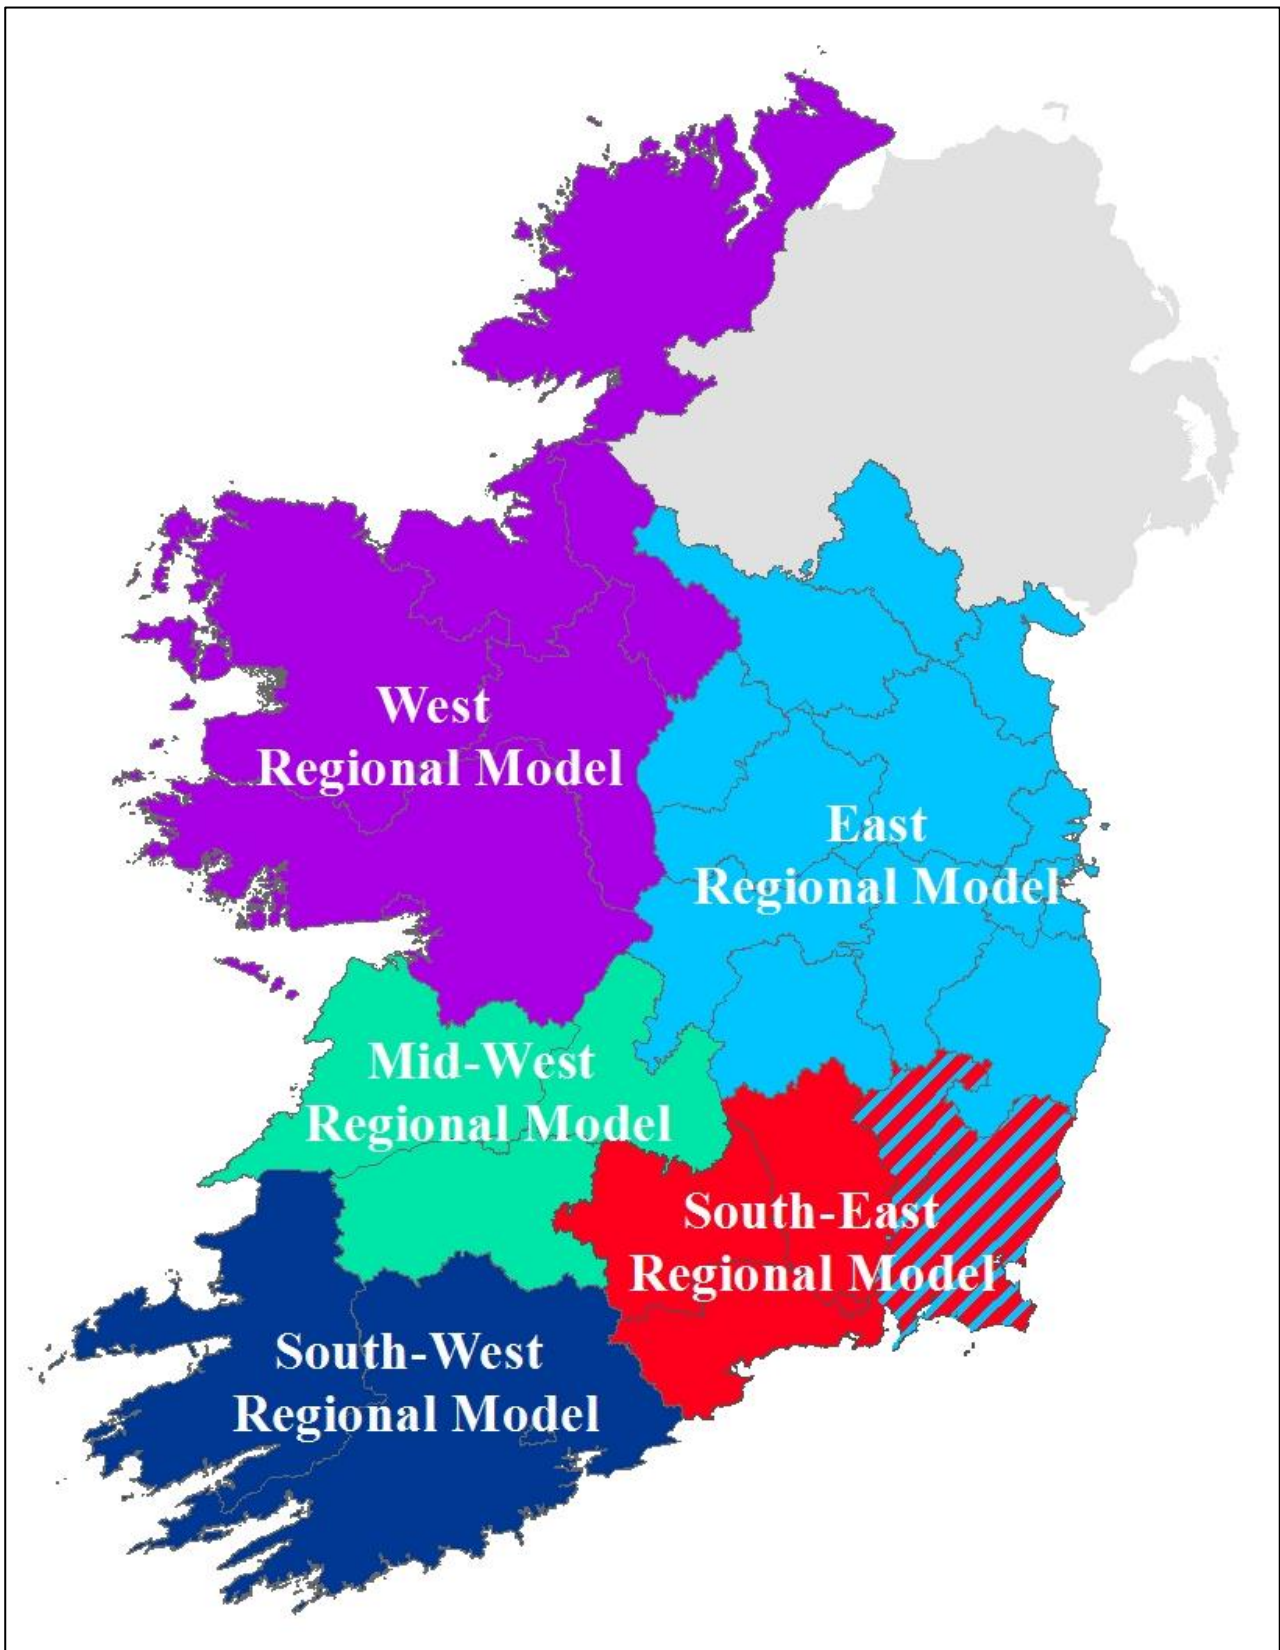 West
Regional Model
East
Regional Model
Mid-West
Regional Model
South-East
Regional Model
South-West
Regional Model